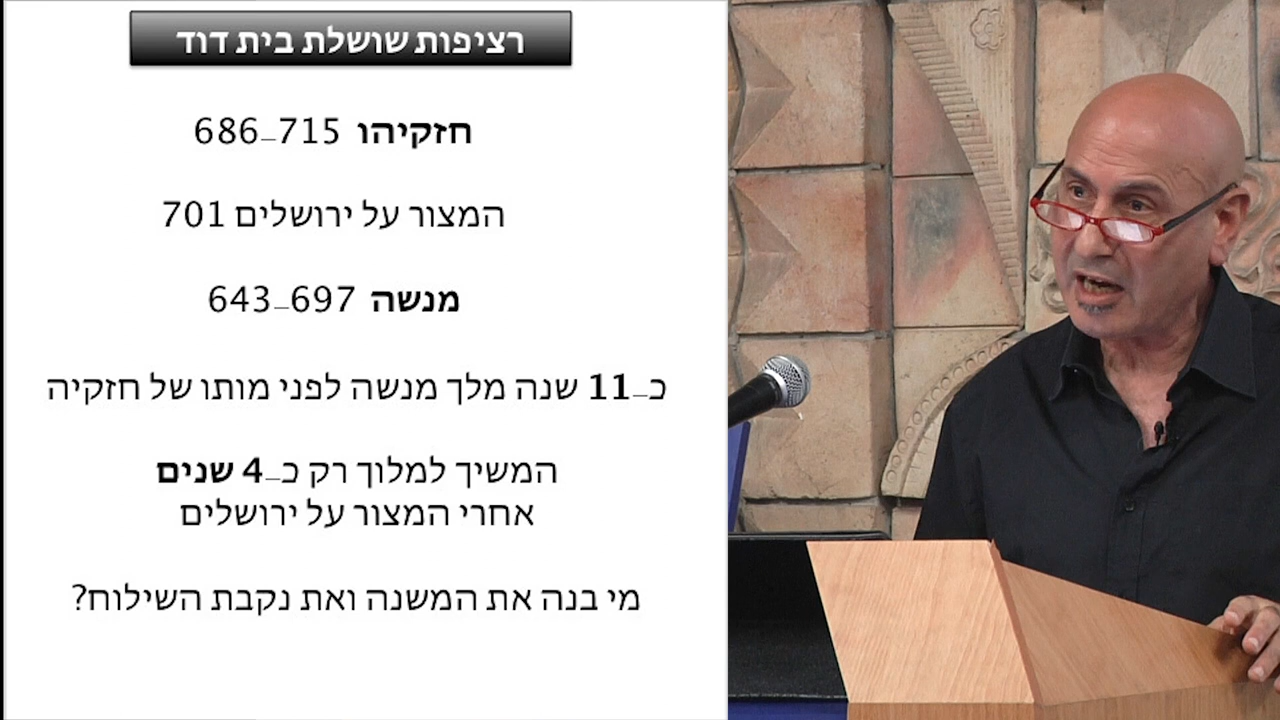 רציפות שושלת בית דוד
חזקיהו 715–686
המצור על ירושלים 701
מנשה 697–643
כ–11 שנה מלך מנשה לפני מותו של חזקיה
המשיך למלוך רק כ–4 שנים
אחרי המצור על ירושלים
מי בנה את המשנה ואת נקבת השילוח?